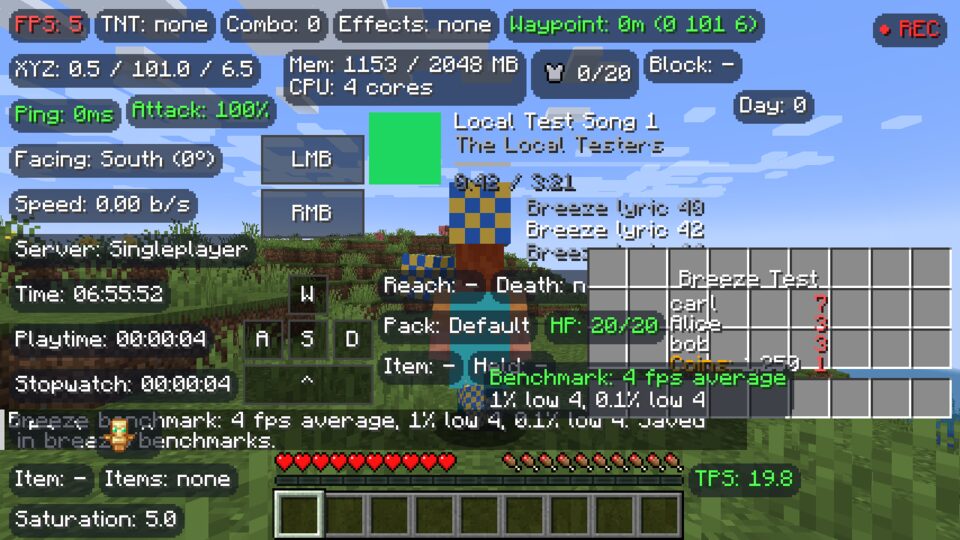 FPS: 5
TNT: none
Combo: 0
Effects: none
Waypoint: 0m (0 101 6)
REC
XYZ: 0.5 / 101.0 / 6.5
Mem: 1153 / 2048 MB
CPU: 4 cores
0/20
Block: -
Day: 0
Ping: 0ms
Attack: 100%
Local Test Song 1
The Local Testers
0:42 / 3:21
Facing: South (0°)
LMB
RMB
Speed: 0.00 b/s
Breeze lyric 40
Breeze lyric 42
Breeze
Server: Singleplayer
Breeze Test
Reach: -
Death: n
Time: 06:55:52
W
carl 7
Alice 3
bob 3
Coins: 1,250 1
Pack: Default
HP: 20/20
Playtime: 00:00:04
A
S
D
Item: -
Held: -
Stopwatch: 00:00:04
^
Benchmark: 4 fps average
1% low 4, 0.1% low 4
Breeze benchmark: 4 fps average, 1% low 4, 0.1% low 4. Saved
in breeze benchmarks.
Item: -
Items: none
TPS: 19.8
Saturation: 5.0